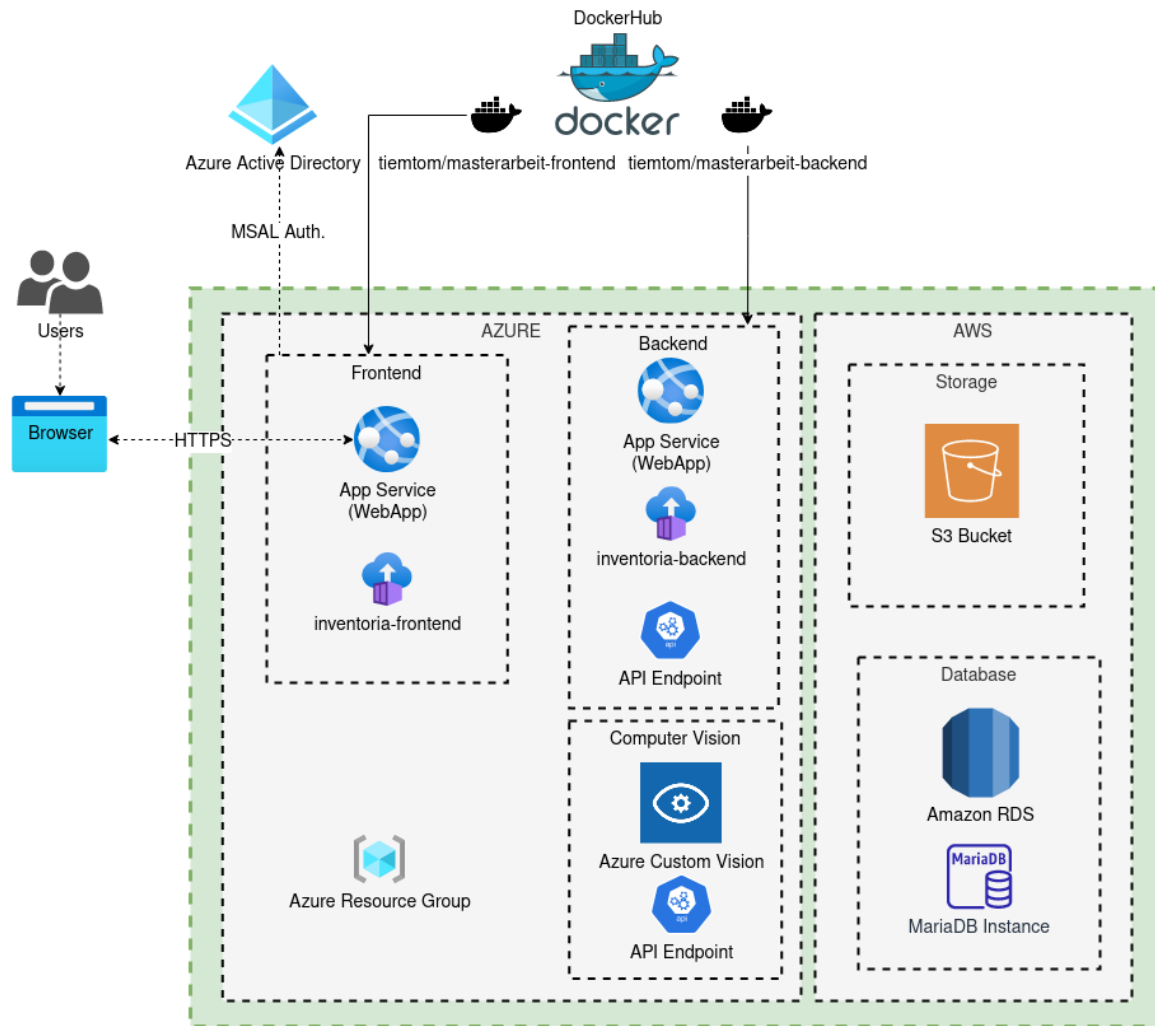 DockerHub
docker
Azure Active Directory
tiemtom/masterarbeit-frontend
tiemtom/masterarbeit-backend
MSAL Auth.
Users
Browser
HTTPS
AZURE
Frontend
App Service
(WebApp)
inventoria-frontend
Azure Resource Group
Backend
App Service
(WebApp)
inventoria-backend
api
API Endpoint
Computer Vision
Azure Custom Vision
api
API Endpoint
AWS
Storage
S3 Bucket
Database
Amazon RDS
MariaDB
MariaDB Instance